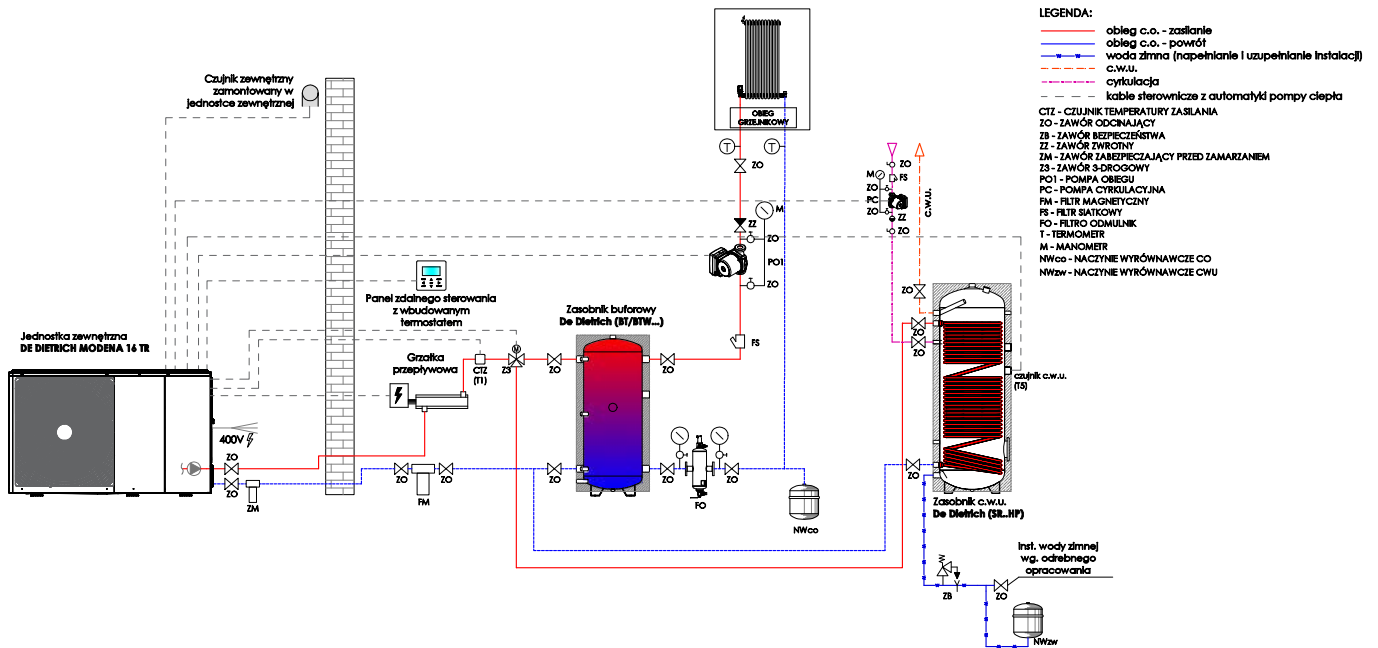 LEGENDA:
obieg c.o. - zasilanie
obieg c.o. - powrót
woda zimna (napełnianie i uzupełnianie instalacji)
c.w.u.
cyrkulacja
kable sterownicze z automatyki pompy ciepła
CTZ - CZUJNIK TEMPERATURY ZASILANIA
ZO - ZAWÓR ODCINAJĄCY
ZB - ZAWÓR BEZPIECZEŃSTWA
ZZ - ZAWÓR ZWROTNY
ZM - ZAWÓR ZABEZPIECZAJĄCY PRZED ZAMARZANIEM
Z3 - ZAWÓR 3-DROGOWY
PO1 - POMPA OBIEGU
PC - POMPA CYRKULACYJNA
FM - FILTR MAGNETYCZNY
FS - FILTR SIATKOWY
FO - FILTRO ODMULNIK
T - TERMOMETR
M - MANOMETR
NWco - NACZYNIE WYRÓWNAWCZE CO
NWzw - NACZYNIE WYRÓWNAWCZE CWU
Czujnik zewnętrzny
zamontowany w
jednostce zewnętrznej
OBIEG
GRZEJNIKOWY
T
T
ZO
M
ZZ
ZO
PO1
ZO
FS
ZO
M
FS
ZO
PC
ZO
ZZ
ZO
c.w.u.
ZO
ZO
ZO
czujnik c.w.u.
(T5)
ZO
Zasobnik c.w.u.
De Dietrich (SR..HP)
Panel zdalnego sterowania
z wbudowanym
termostatem
Zasobnik buforowy
De Dietrich (BT/BTW...)
Jednostka zewnętrzna
DE DIETRICH MODENA 16 TR
Grzałka
przepływowa
CTZ
(T1)
M
Z3
ZO
ZO
400V
ZO
ZO
ZM
ZO
FM
ZO
ZO
ZO
FO
ZO
NWco
Inst. wody zimnej
wg. odrebnego
opracowania
ZB
ZO
NWzw